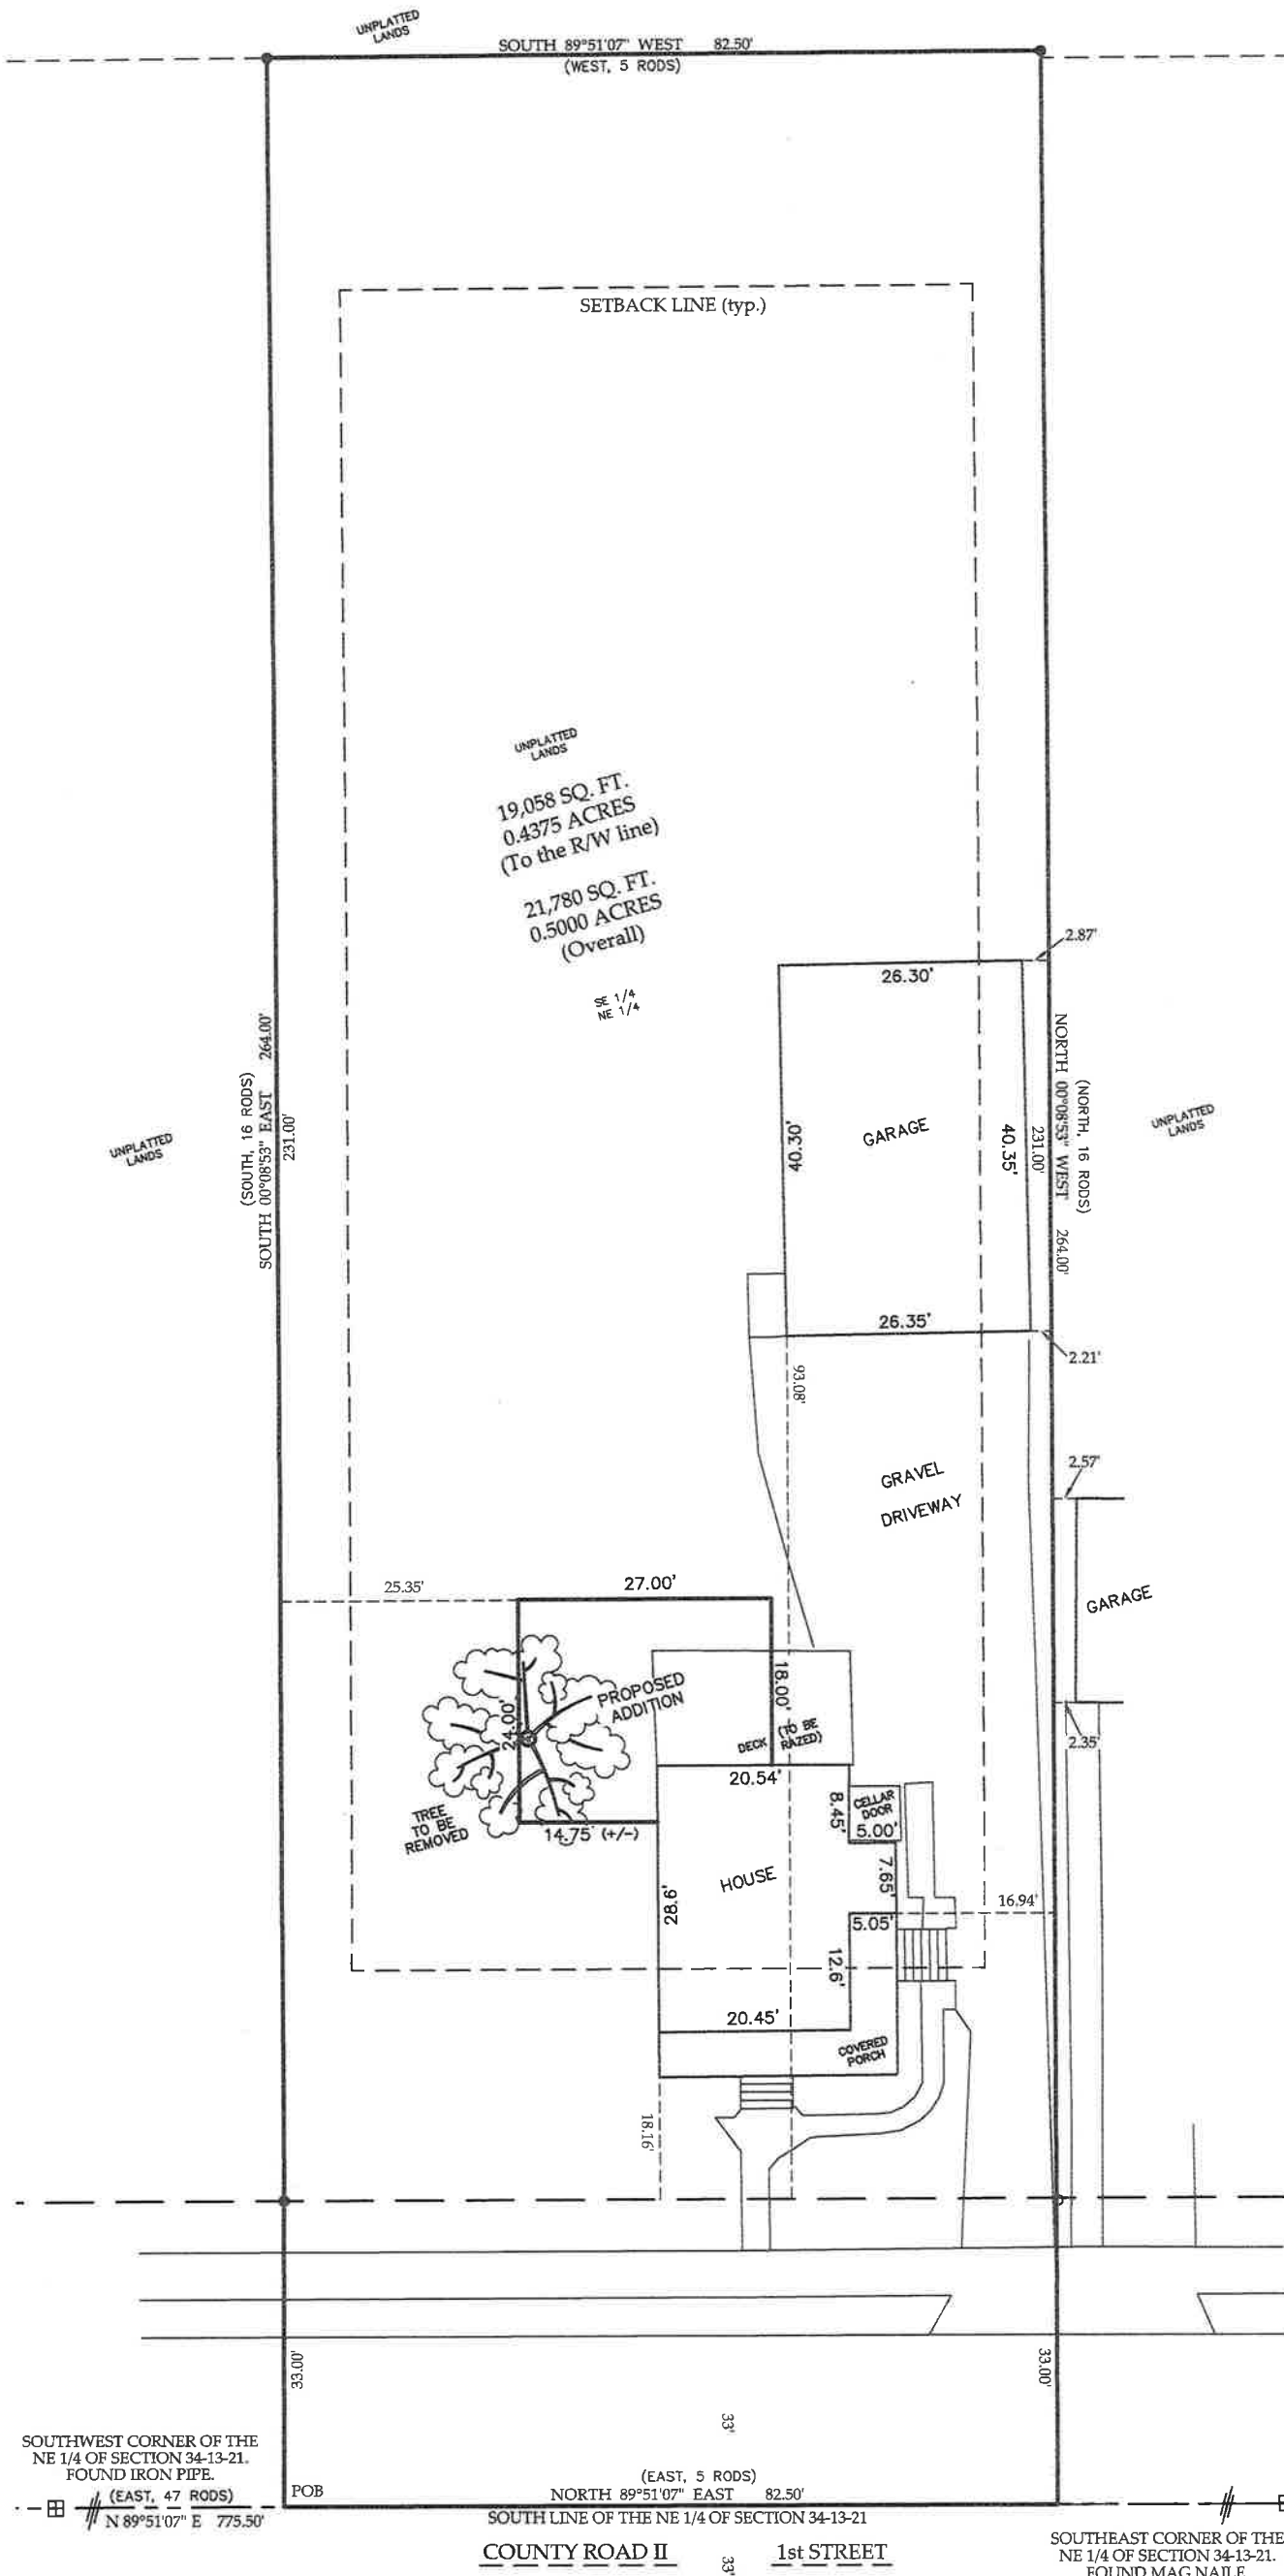 UNPLATTED
LANDS
SOUTH 89°51'07" WEST 82.50'
(WEST, 5 RODS)
SETBACK LINE (typ.)
UNPLATTED
LANDS
19,058 SQ. FT.
0.4375 ACRES
(To the R/W line)
21,780 SQ. FT.
0.5000 ACRES
(Overall)
SE 1/4
NE 1/4
2.87'
26.30'
(SOUTH, 16 RODS)
SOUTH 00°08'53" EAST 264.00'
231.00'
UNPLATTED
LANDS
40.30'
GARAGE
40.35'
231.00'
NORTH 00°08'53" WEST 264.00'
(NORTH, 16 RODS)
UNPLATTED
LANDS
26.35'
2.21'
93.08'
GRAVEL
DRIVEWAY
2.57'
GARAGE
2.35'
25.35'
27.00'
24.00'
PROPOSED
ADDITION
18.00'
DECK (TO BE
RAZED)
TREE
TO BE
REMOVED
14.75' (+/-)
20.54'
8.45'
CELLAR
DOOR
5.00'
7.65'
HOUSE
28.6'
16.94'
5.05'
12.6'
20.45'
COVERED
PORCH
18.16'
33.00'
33.00'
33'
SOUTHWEST CORNER OF THE
NE 1/4 OF SECTION 34-13-21.
FOUND IRON PIPE.
(EAST, 47 RODS)
N 89°51'07" E 775.50'
POB
(EAST, 5 RODS)
NORTH 89°51'07" EAST 82.50'
SOUTH LINE OF THE NE 1/4 OF SECTION 34-13-21
COUNTY ROAD II 1st STREET
33'
SOUTHEAST CORNER OF THE
NE 1/4 OF SECTION 34-13-21.
FOUND MAG NAIL